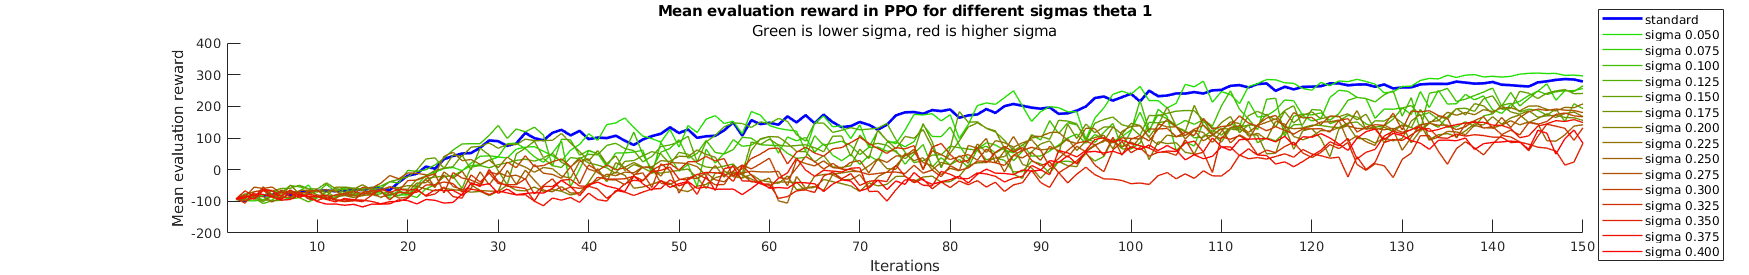 Mean evaluation reward in PPO for different sigmas theta 1
Green is lower sigma, red is higher sigma
Mean evaluation reward
400
300
200
100
0
-100
-200
10 20 30 40 50 60 70 80 90 100 110 120 130 140 150
Iterations
standard
sigma 0.050
sigma 0.075
sigma 0.100
sigma 0.125
sigma 0.150
sigma 0.175
sigma 0.200
sigma 0.225
sigma 0.250
sigma 0.275
sigma 0.300
sigma 0.325
sigma 0.350
sigma 0.375
sigma 0.400